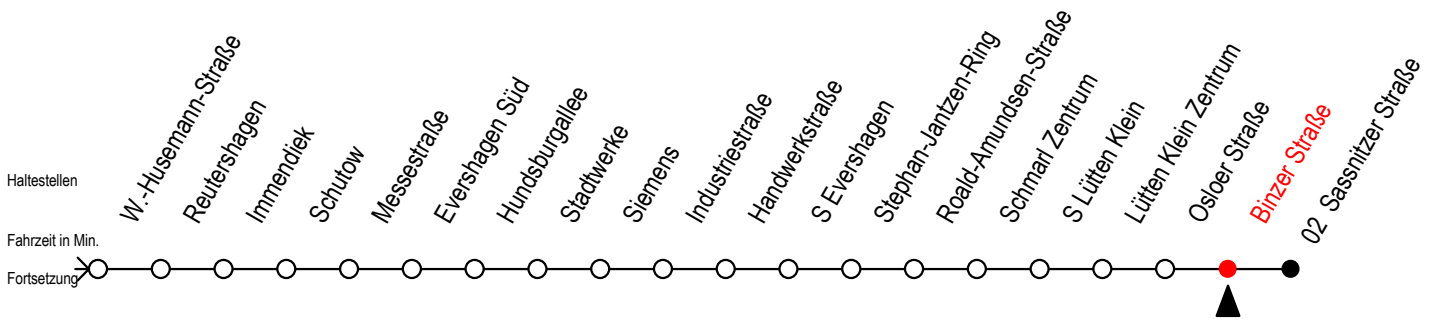 Haltestellen
W.-Husemann-Straße
Reutershagen
Immendiek
Schutow
Messestraße
Evershagen Süd
Hundsburgallee
Stadtwerke
Siemens
Industriestraße
Handwerkstraße
S Evershagen
Stephan-Jantzen-Ring
Roald-Amundsen-Straße
Schmarl Zentrum
S Lütten Klein
Lütten Klein Zentrum
Osloer Straße
Binzer Straße
02 Sassnitzer Straße
Fahrzeit in Min.
Fortsetzung